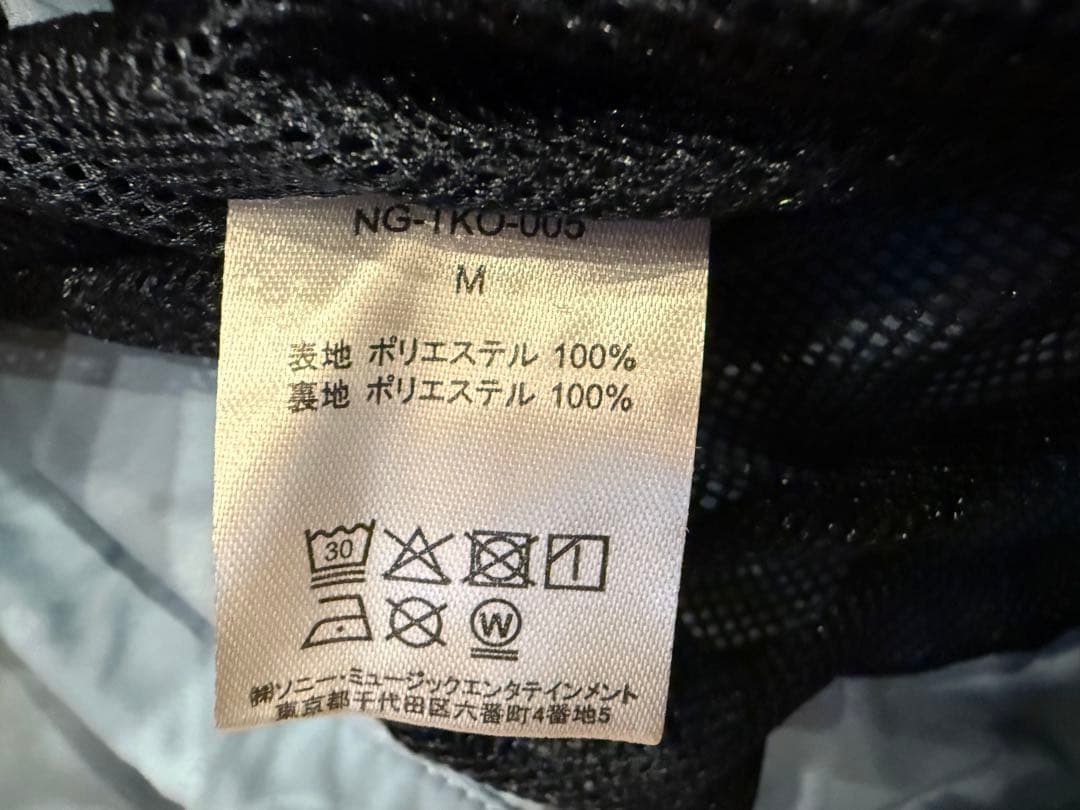 NG-TKO-005
M
表地 ポリエステル 100%
裏地 ポリエステル 100%
30
W
㈱ソニー・ミュージックエンタテインメント
東京都千代田区六番町4番地5